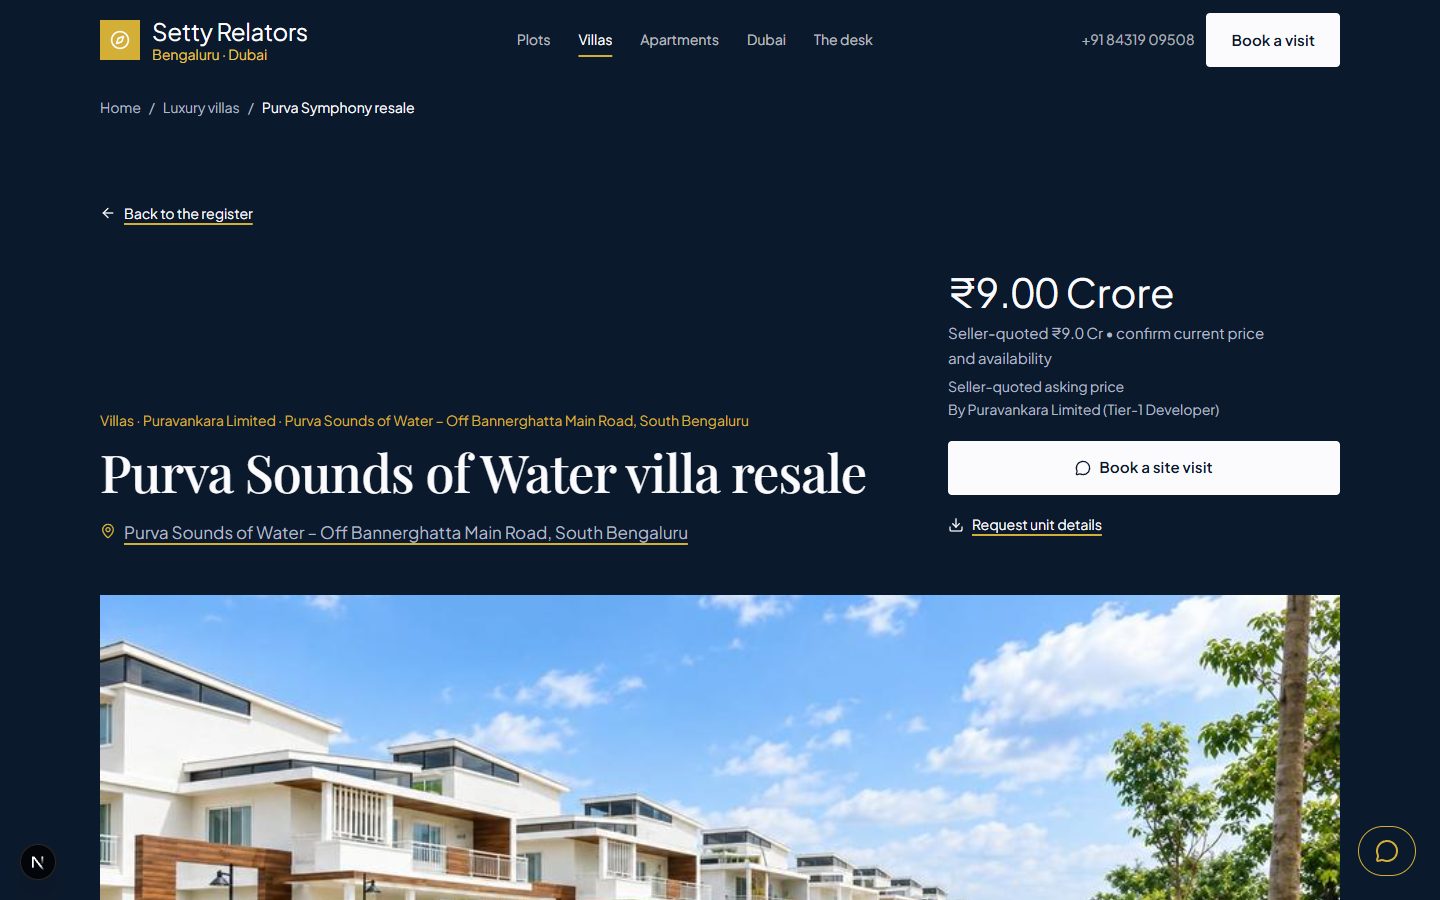 Setty Relators
Bengaluru · Dubai
Plots
Villas
Apartments
Dubai
The desk
+91 84319 09508
Book a visit
Home / Luxury villas / Purva Symphony resale
Back to the register
₹9.00 Crore
Seller-quoted ₹9.0 Cr • confirm current price
and availability
Seller-quoted asking price
By Puravankara Limited (Tier-1 Developer)
Villas · Puravankara Limited · Purva Sounds of Water – Off Bannerghatta Main Road, South Bengaluru
Purva Sounds of Water villa resale
Purva Sounds of Water – Off Bannerghatta Main Road, South Bengaluru
Book a site visit
Request unit details
N